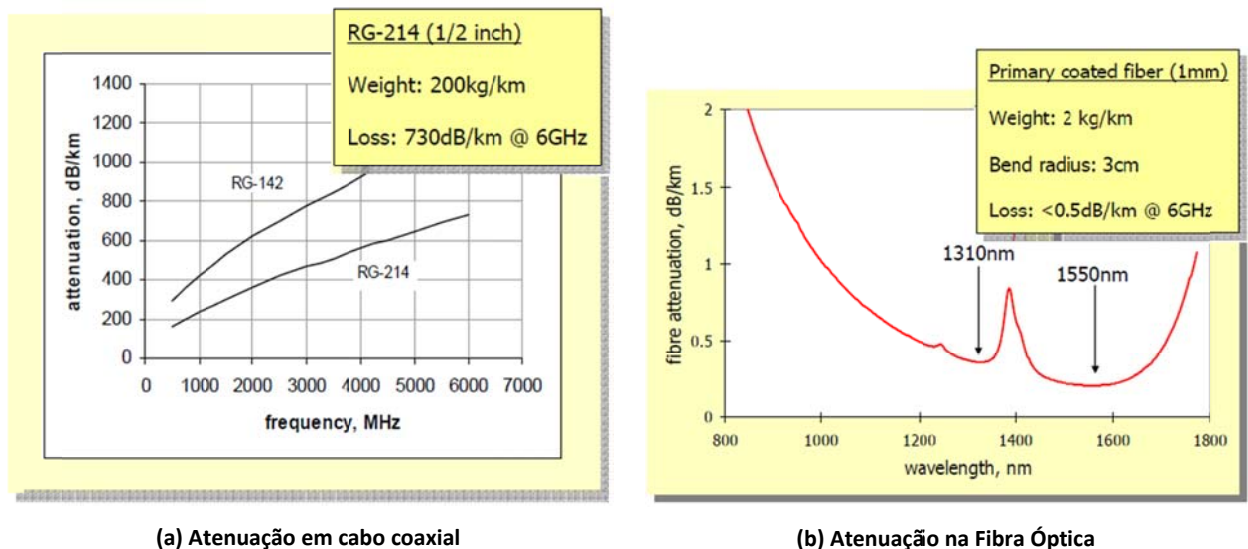 RG-214 (1/2 inch)
Weight: 200kg/km
Loss: 730dB/km @ 6GHz
1400
1200
1000
800
600
400
200
0
attenuation, dB/km
RG-142
RG-214
0 1000 2000 3000 4000 5000 6000 7000
frequency, MHz
(a) Atenuação em cabo coaxial
Primary coated fiber (1mm)
Weight: 2 kg/km
Bend radius: 3cm
Loss: <0.5dB/km @ 6GHz
2
1.5
1
0.5
0
fibre attenuation, dB/km
1310nm
1550nm
800 1000 1200 1400 1600 1800
wavelength, nm
(b) Atenuação na Fibra Óptica